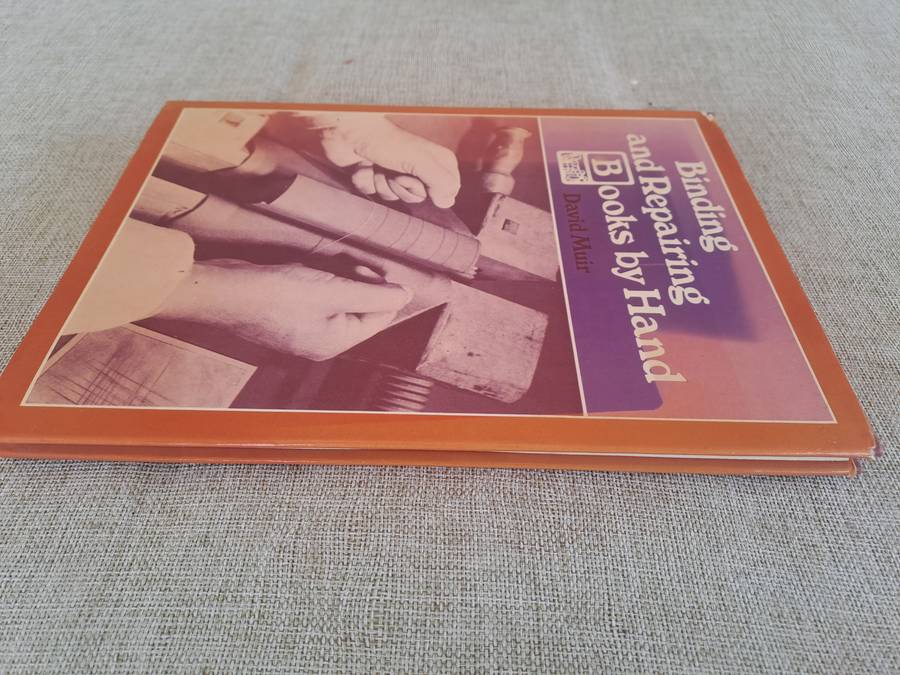 Binding
and Repairing
Books by Hand
David Muir